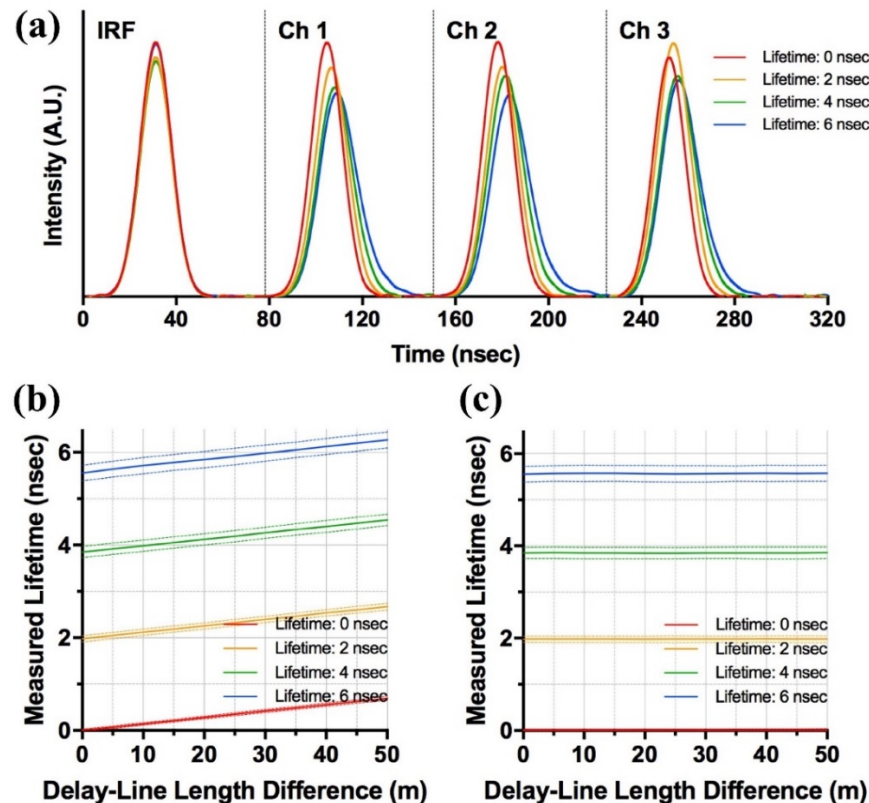 (a)
IRF
Ch 1
Ch 2
Ch 3
Lifetime: 0 nsec
Lifetime: 2 nsec
Lifetime: 4 nsec
Lifetime: 6 nsec
Intensity (A.U.)
0 40 80 120 160 200 240 280 320
Time (nsec)
(b)
Measured Lifetime (nsec)
6
4
2
0
Lifetime: 0 nsec
Lifetime: 2 nsec
Lifetime: 4 nsec
Lifetime: 6 nsec
0 10 20 30 40 50
Delay-Line Length Difference (m)
(c)
Measured Lifetime (nsec)
6
4
2
0
Lifetime: 0 nsec
Lifetime: 2 nsec
Lifetime: 4 nsec
Lifetime: 6 nsec
0 10 20 30 40 50
Delay-Line Length Difference (m)